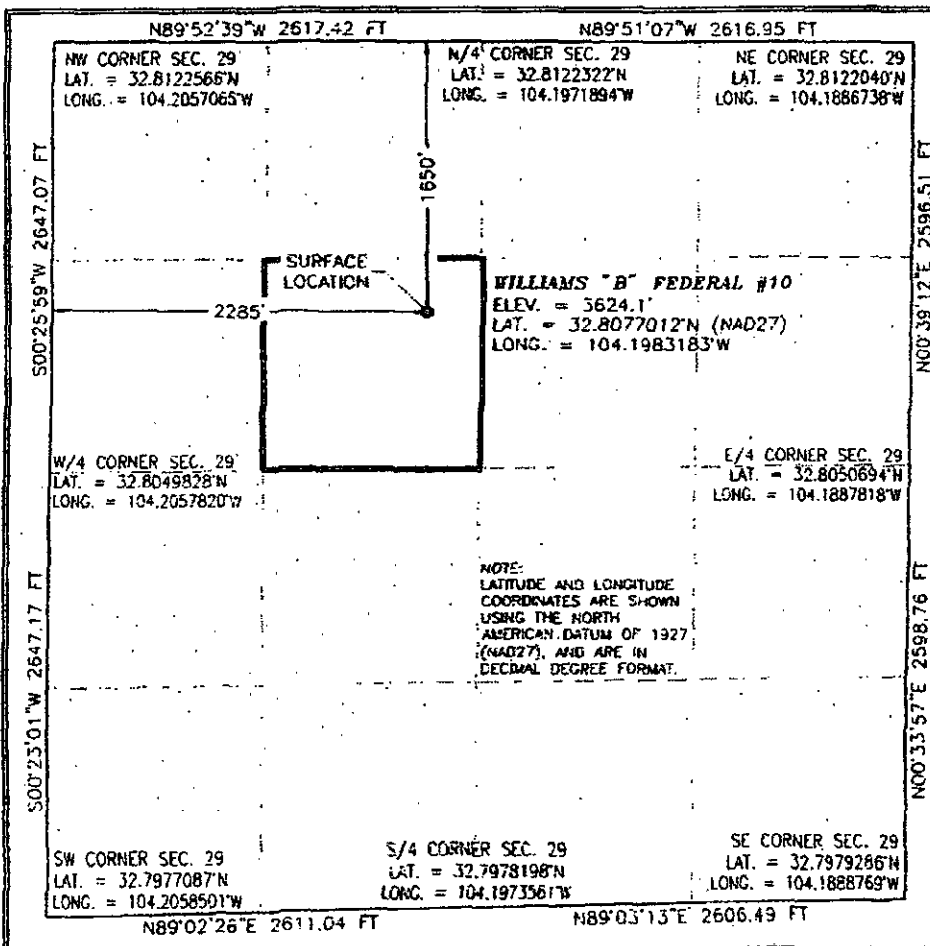 N89°52'39"W 2617.42 FT
N89°51'07"W 2616.95 FT
NW CORNER SEC. 29
LAT. = 32.8122566°N
LONG. = 104.2057065°W
N/4 CORNER SEC. 29
LAT. = 32.8122322°N
LONG. = 104.1971894°W
NE CORNER SEC. 29
LAT. = 32.8122040°N
LONG. = 104.1886738°W
S00°25'59"W 2647.07 FT
1650'
N00°39'12"E 2596.51 FT
SURFACE
LOCATION
2285'
WILLIAMS "B" FEDERAL #10
ELEV. = 3624.1'
LAT. = 32.8077012°N (NAD27)
LONG. = 104.1983183°W
W/4 CORNER SEC. 29
LAT. = 32.8049828°N
LONG. = 104.2057820°W
E/4 CORNER SEC. 29
LAT. = 32.8050694°N
LONG. = 104.1887818°W
NOTE:
LATITUDE AND LONGITUDE
COORDINATES ARE SHOWN
USING THE NORTH
AMERICAN DATUM OF 1927
(NAD27), AND ARE IN
DECIMAL DEGREE FORMAT.
S00°23'01"W 2647.17 FT
N00°33'57"E 2598.76 FT
SW CORNER SEC. 29
LAT. = 32.7977087°N
LONG. = 104.2058501°W
S/4 CORNER SEC. 29
LAT. = 32.7978198°N
LONG. = 104.1973561°W
SE CORNER SEC. 29
LAT. = 32.7979286°N
LONG. = 104.1888769°W
N89°02'26"E 2611.04 FT
N89°03'13"E 2606.49 FT